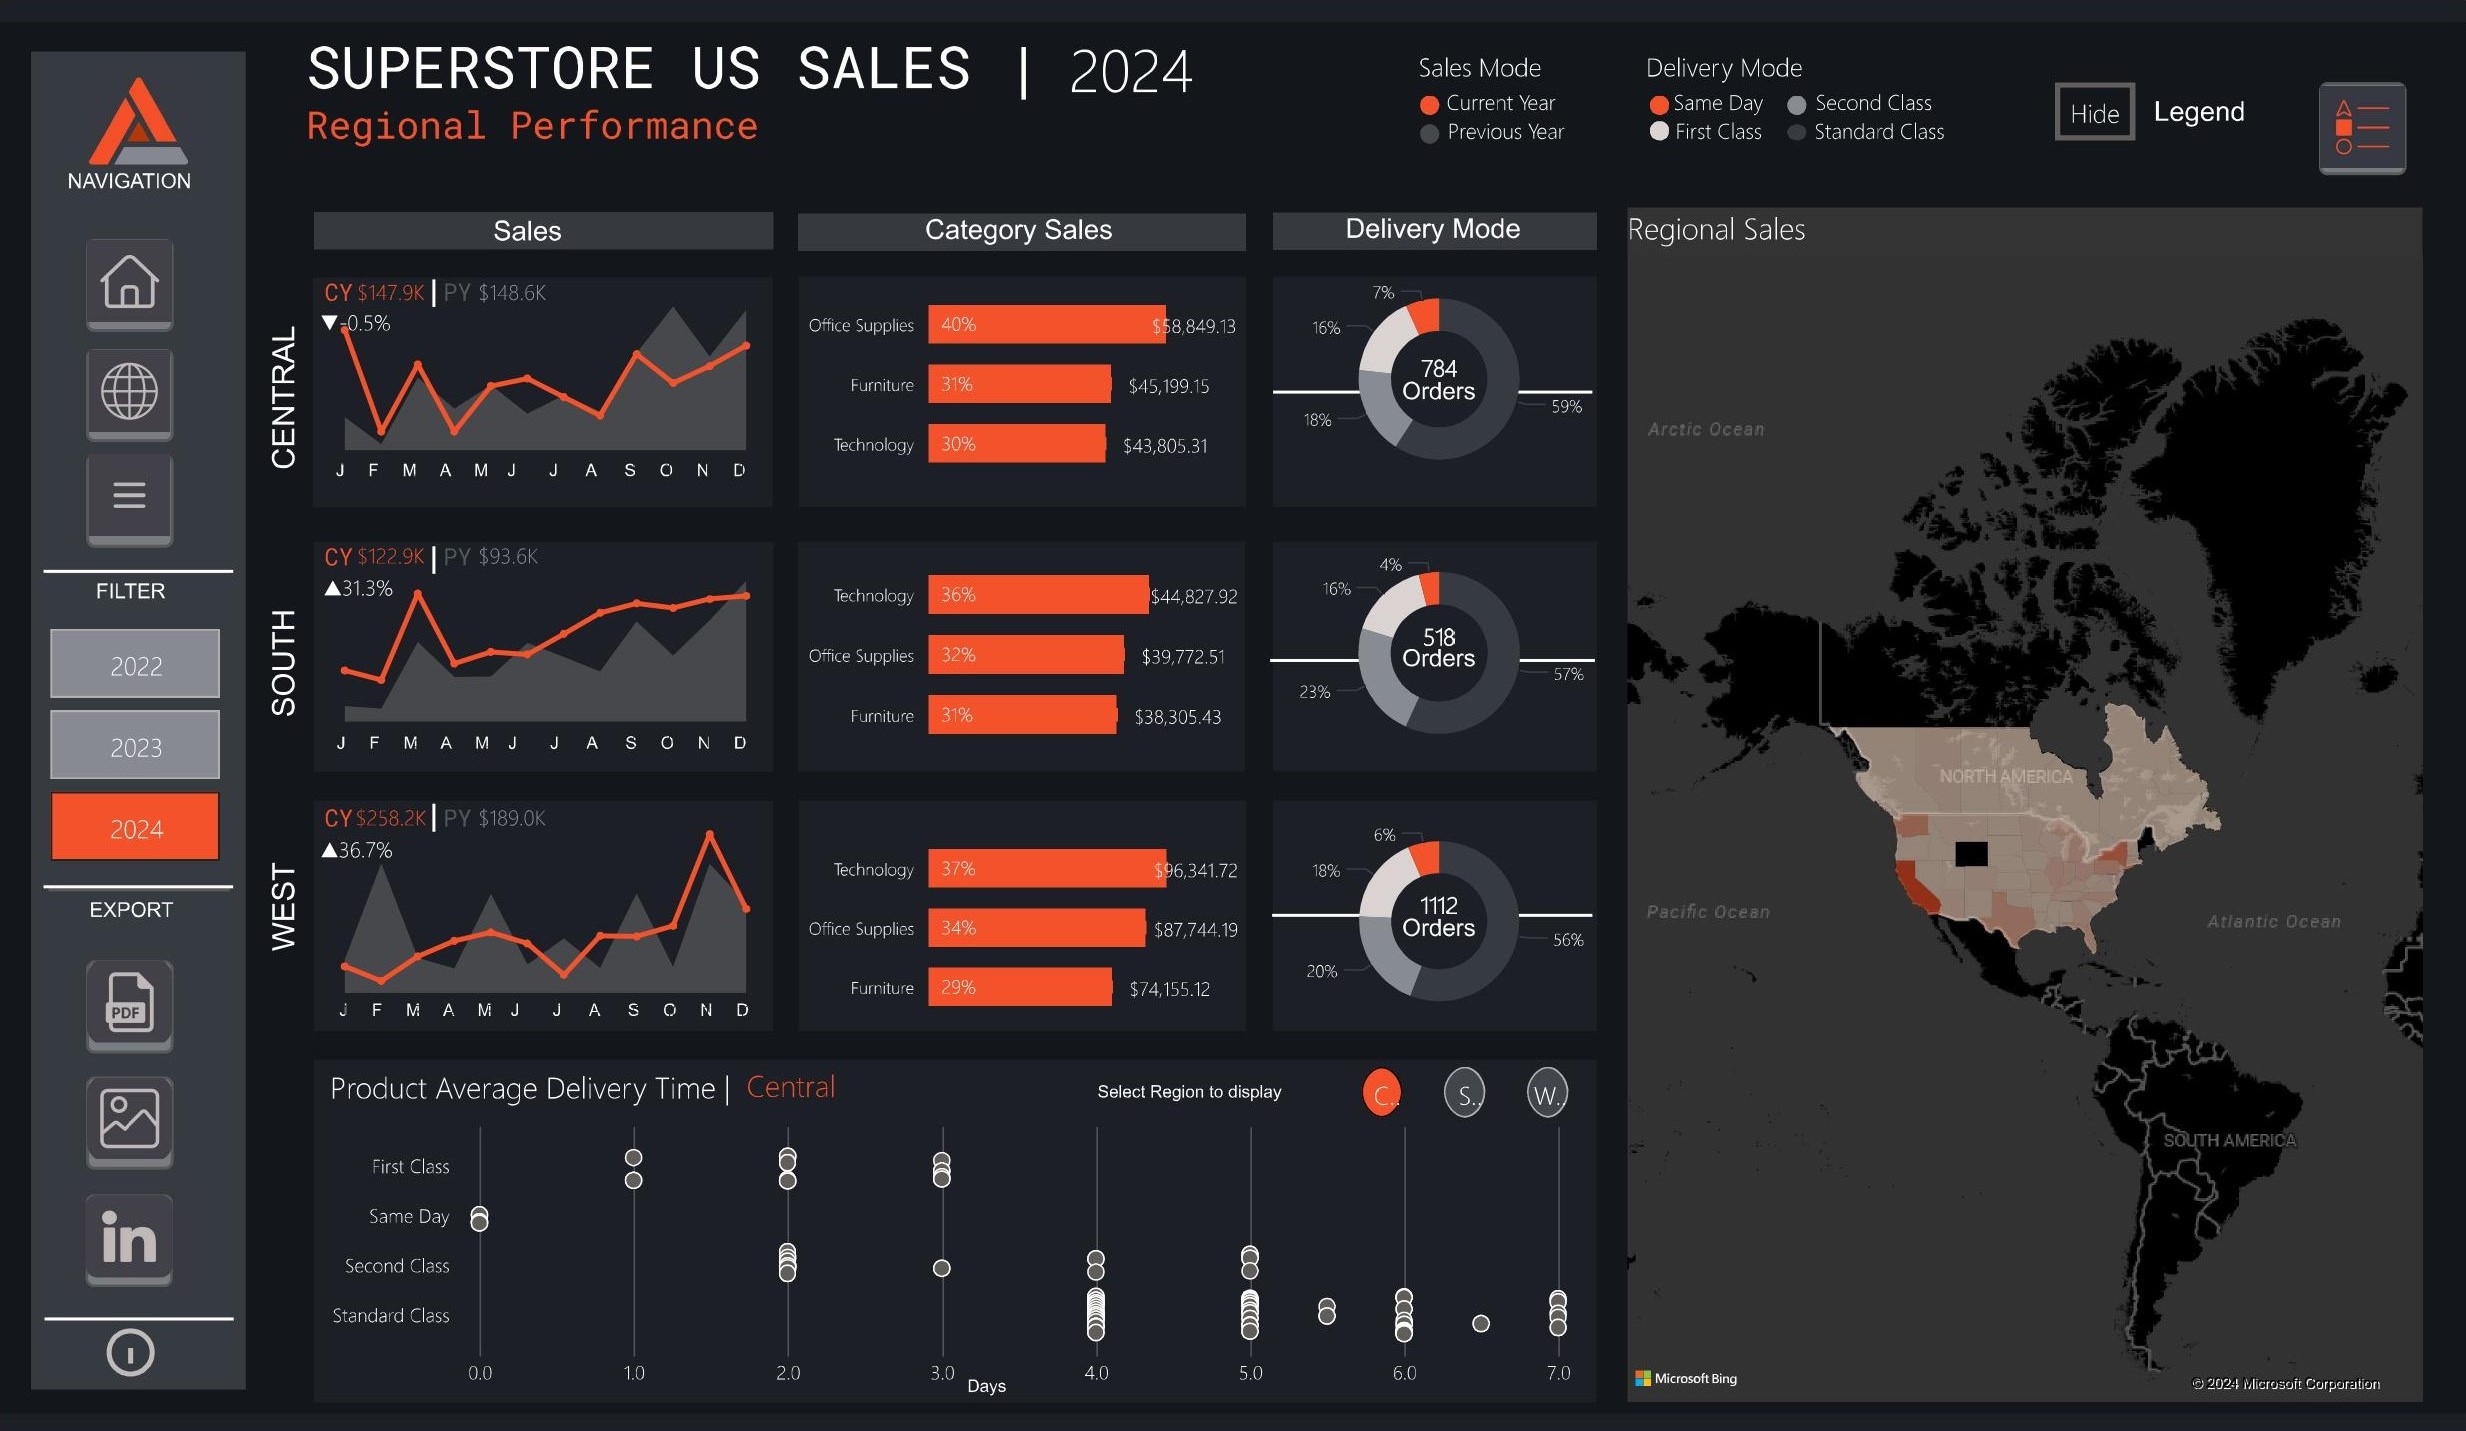 SUPERSTORE US SALES | 2024
Regional Performance
Sales Mode
Current Year
Previous Year
Delivery Mode
Same Day
Second Class
First Class
Standard Class
Hide
Legend
NAVIGATION
FILTER
2022
2023
2024
EXPORT
PDF
in
Sales
Category Sales
Delivery Mode
CENTRAL
CY $147.9K | PY $148.6K
▼-0.5%
J F M A M J J A S O N D
Office Supplies 40% $58,849.13
Furniture 31% $45,199.15
Technology 30% $43,805.31
7%
16%
18%
59%
784
Orders
SOUTH
CY $122.9K | PY $93.6K
▲31.3%
J F M A M J J A S O N D
Technology 36% $44,827.92
Office Supplies 32% $39,772.51
Furniture 31% $38,305.43
4%
16%
23%
57%
518
Orders
WEST
CY $258.2K | PY $189.0K
▲36.7%
J F M A M J J A S O N D
Technology 37% $96,341.72
Office Supplies 34% $87,744.19
Furniture 29% $74,155.12
6%
18%
20%
56%
1112
Orders
Product Average Delivery Time | Central
Select Region to display
C..
S..
W..
First Class
Same Day
Second Class
Standard Class
0.0 1.0 2.0 3.0 4.0 5.0 6.0 7.0
Days
Regional Sales
Arctic Ocean
NORTH AMERICA
Pacific Ocean
Atlantic Ocean
SOUTH AMERICA
Microsoft Bing
© 2024 Microsoft Corporation